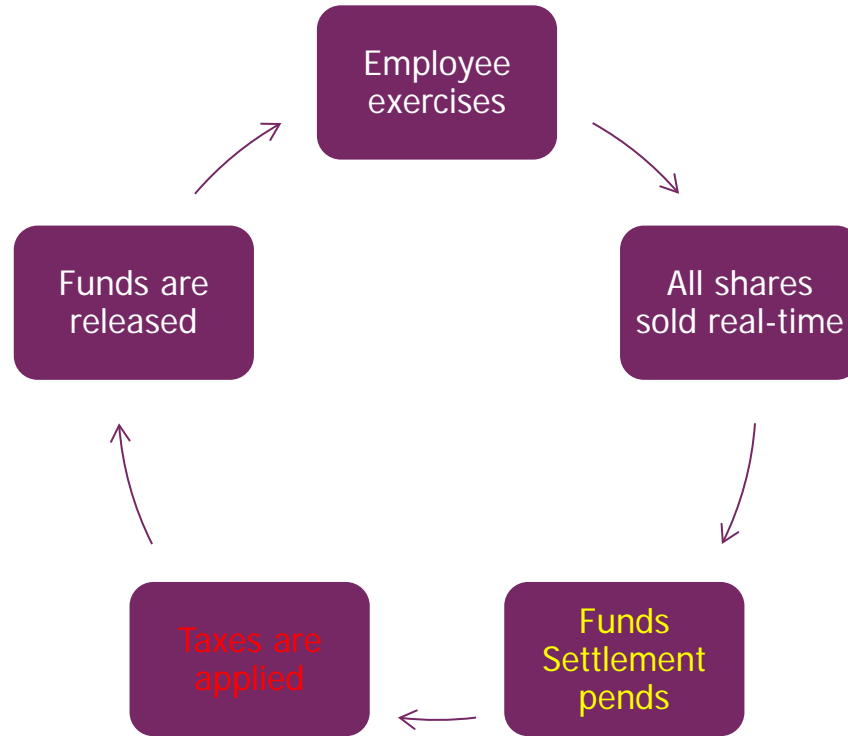 Employee
exercises
All shares
sold real-time
Funds
Settlement
pends
Taxes are
applied
Funds are
released